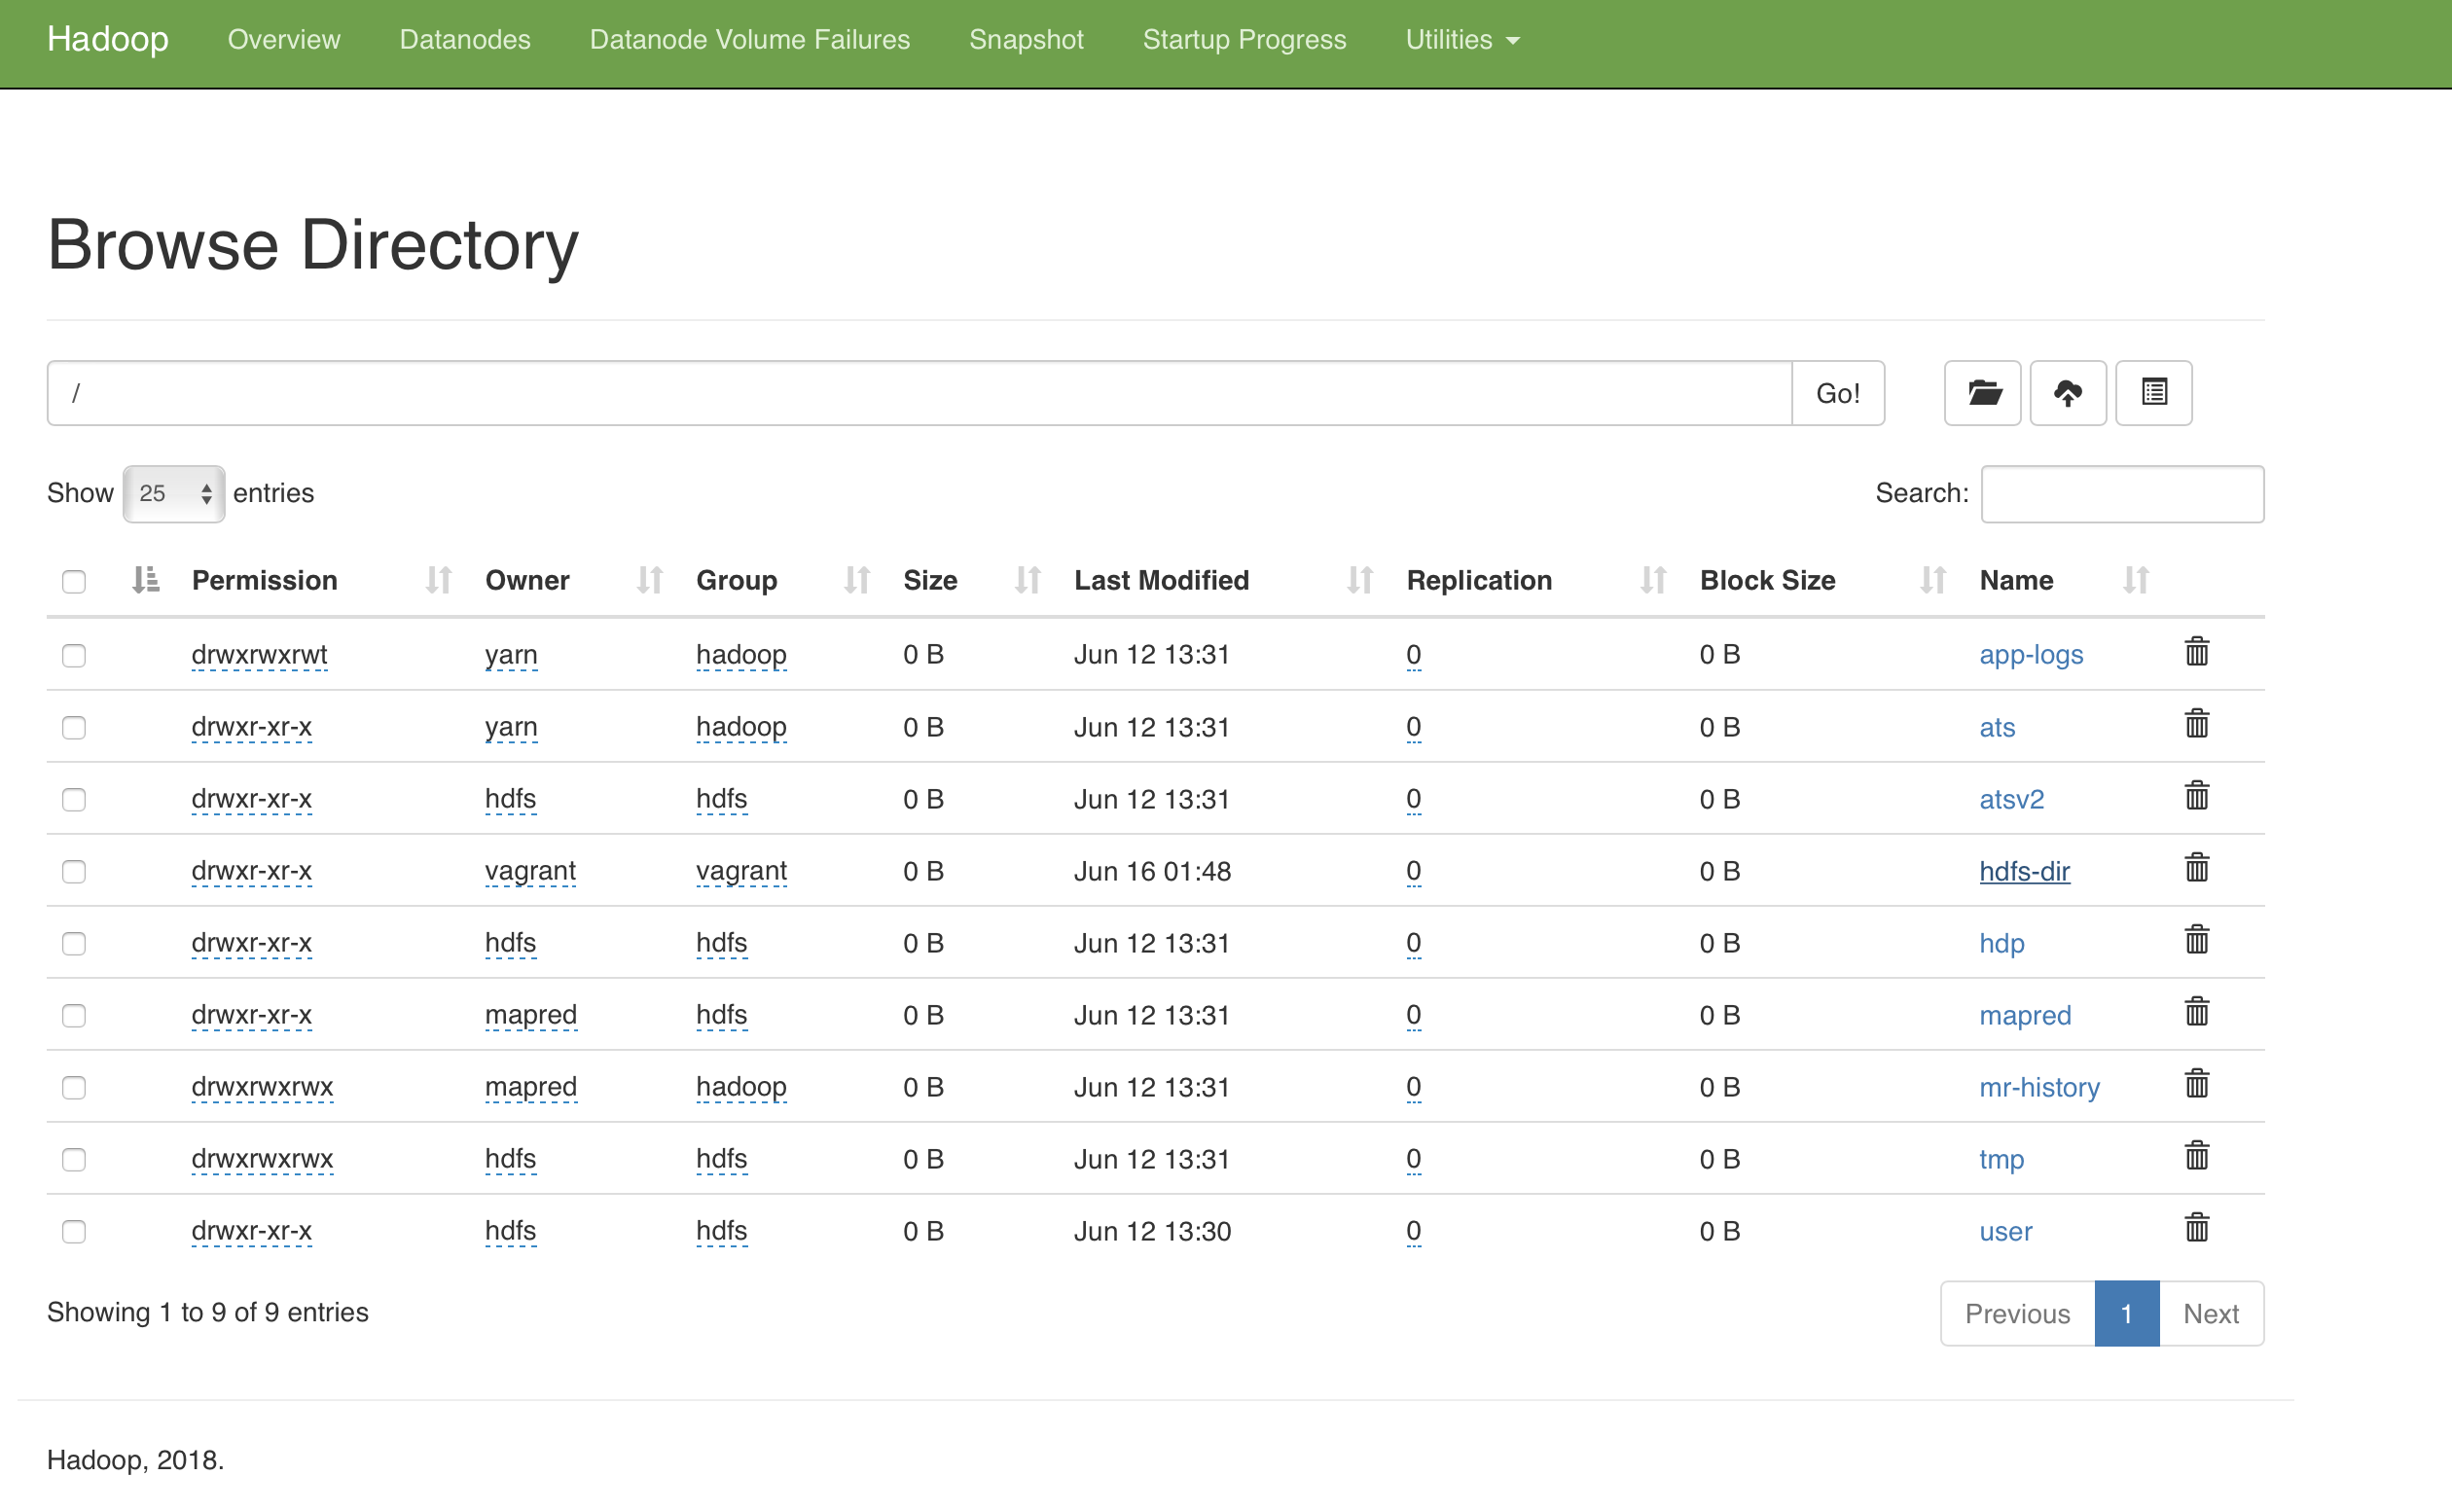 Hadoop Overview Datanodes Datanode Volume Failures Snapshot Startup Progress Utilities
Browse Directory
/ Go!
Show 25 entries Search:
Permission Owner Group Size Last Modified Replication Block Size Name
drwxrwxrwt yarn hadoop 0 B Jun 12 13:31 0 0 B app-logs
drwxr-xr-x yarn hadoop 0 B Jun 12 13:31 0 0 B ats
drwxr-xr-x hdfs hdfs 0 B Jun 12 13:31 0 0 B atsv2
drwxr-xr-x vagrant vagrant 0 B Jun 16 01:48 0 0 B hdfs-dir
drwxr-xr-x hdfs hdfs 0 B Jun 12 13:31 0 0 B hdp
drwxr-xr-x mapred hdfs 0 B Jun 12 13:31 0 0 B mapred
drwxrwxrwx mapred hadoop 0 B Jun 12 13:31 0 0 B mr-history
drwxrwxrwx hdfs hdfs 0 B Jun 12 13:31 0 0 B tmp
drwxr-xr-x hdfs hdfs 0 B Jun 12 13:30 0 0 B user
Showing 1 to 9 of 9 entries Previous 1 Next
Hadoop, 2018.